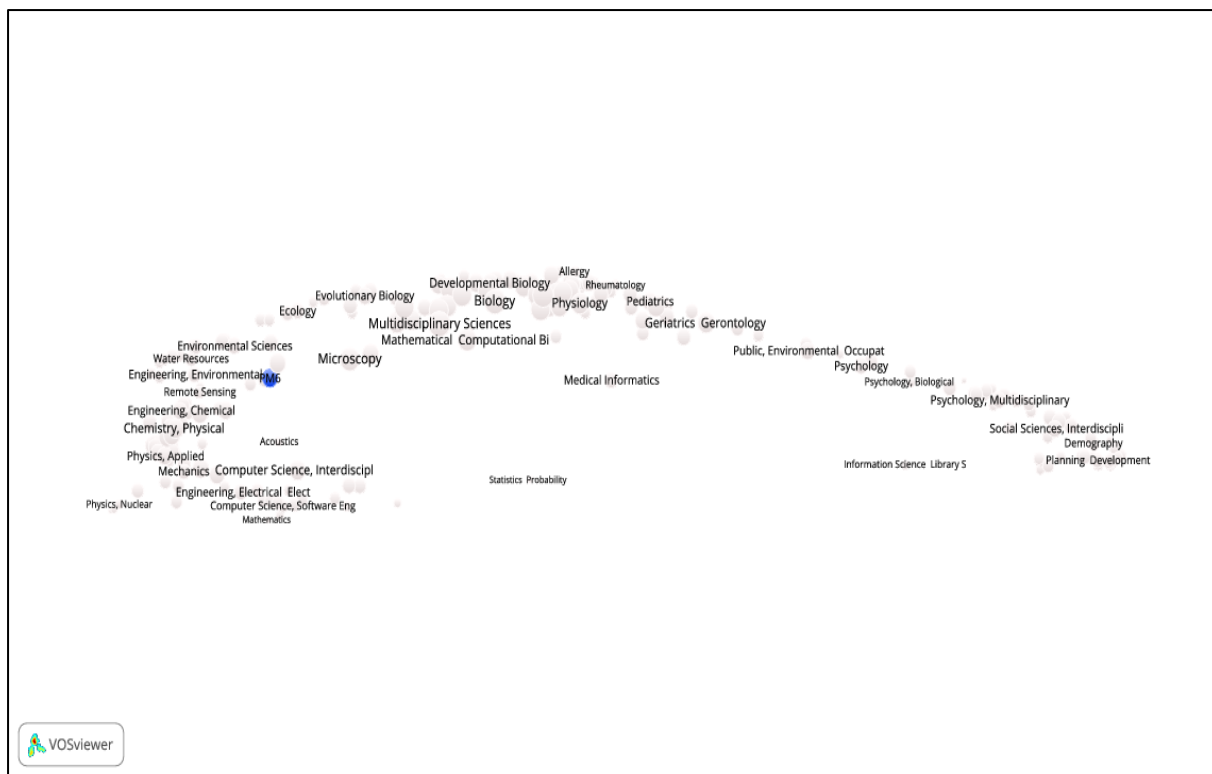 Allergy
Developmental Biology
Rheumatology
Evolutionary Biology
Biology
Physiology
Pediatrics
Ecology
Multidisciplinary Sciences
Geriatrics Gerontology
Mathematical Computational Bi
Environmental Sciences
Public, Environmental Occupat
Water Resources
Microscopy
Psychology
Engineering, Environmental
PM6
Medical Informatics
Psychology, Biological
Remote Sensing
Psychology, Multidisciplinary
Engineering, Chemical
Chemistry, Physical
Social Sciences, Interdiscipli
Acoustics
Demography
Physics, Applied
Planning Development
Information Science Library S
Mechanics
Computer Science, Interdiscipl
Statistics Probability
Engineering, Electrical Elect
Physics, Nuclear
Computer Science, Software Eng
Mathematics
VOSviewer